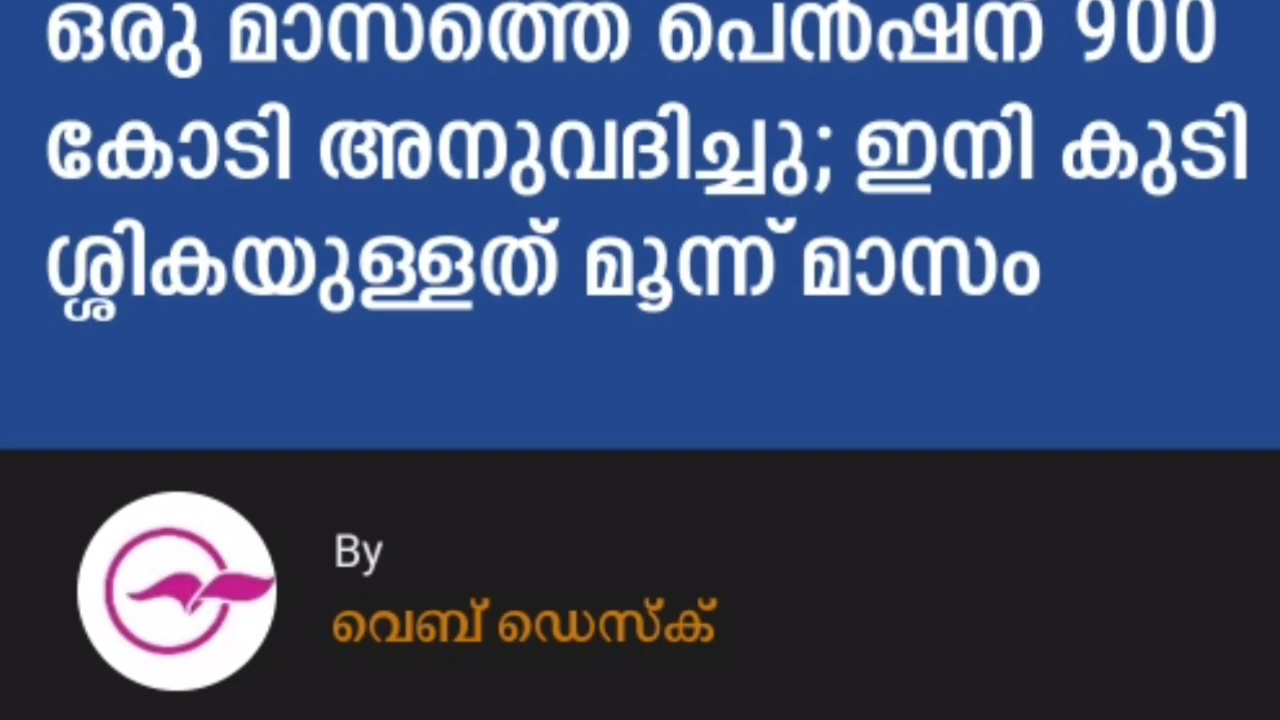 ഒരു മാസത്തെ പെൻഷന് 900
കോടി അനുവദിച്ചു; ഇനി കുടി
ശ്ശികയുള്ളത് മൂന്ന് മാസം
By
വെബ് ഡെസ്ക്